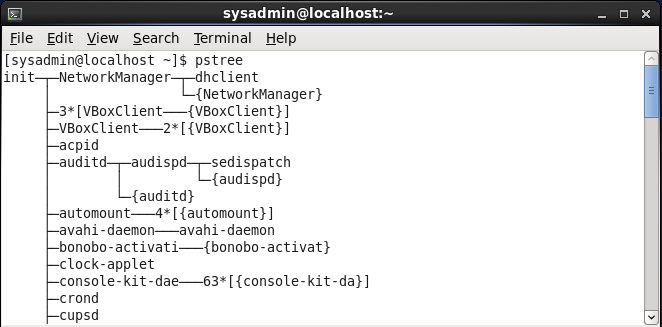 sysadmin@localhost:~
File Edit View Search Terminal Help
[sysadmin@localhost ~]$ pstree
init─┬─NetworkManager─┬─dhclient
     │                └─{NetworkManager}
     ├─3*[VBoxClient───{VBoxClient}]
     ├─VBoxClient───2*[{VBoxClient}]
     ├─acpid
     ├─auditd─┬─audispd─┬─sedispatch
     │        │         └─{audispd}
     │        └─{auditd}
     ├─automount───4*[{automount}]
     ├─avahi-daemon───avahi-daemon
     ├─bonobo-activati───{bonobo-activat}
     ├─clock-applet
     ├─console-kit-dae───63*[{console-kit-da}]
     ├─crond
     ├─cupsd